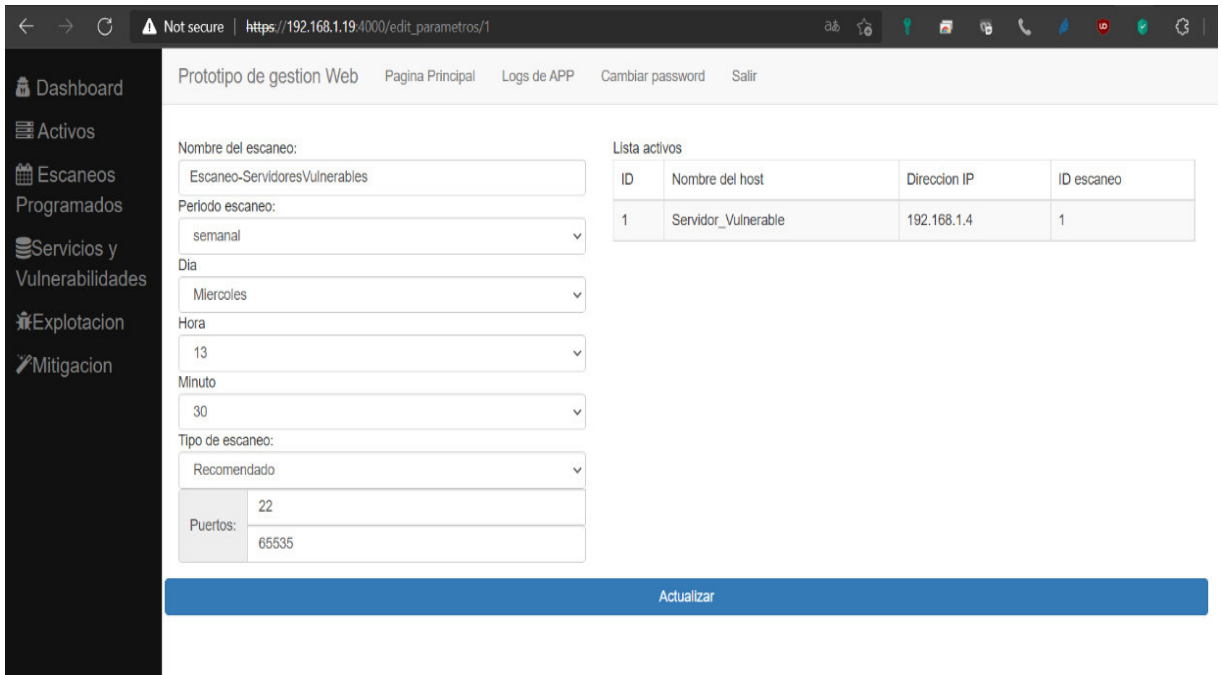 Not secure | https://192.168.1.19:4000/edit_parametros/1
Dashboard
Activos
Escaneos
Programados
Servicios y
Vulnerabilidades
Explotacion
Mitigacion
Prototipo de gestion Web Pagina Principal Logs de APP Cambiar password Salir
Nombre del escaneo:
Escaneo-ServidoresVulnerables
Periodo escaneo:
semanal
Dia
Miercoles
Hora
13
Minuto
30
Tipo de escaneo:
Recomendado
Puertos:
22
65535
Lista activos
ID Nombre del host Direccion IP ID escaneo
1 Servidor_Vulnerable 192.168.1.4 1
Actualizar